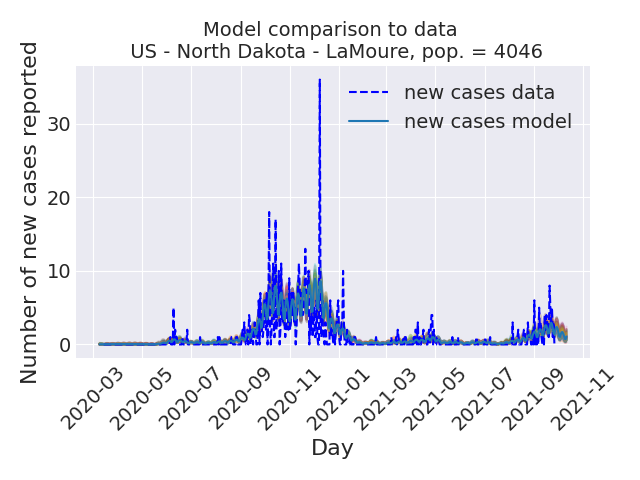 Model comparison to data
US - North Dakota - LaMoure, pop. = 4046
Number of new cases reported
new cases data
new cases model
30
20
10
0
2020-03
2020-05
2020-07
2020-09
2020-11
2021-01
2021-03
2021-05
2021-07
2021-09
2021-11
Day